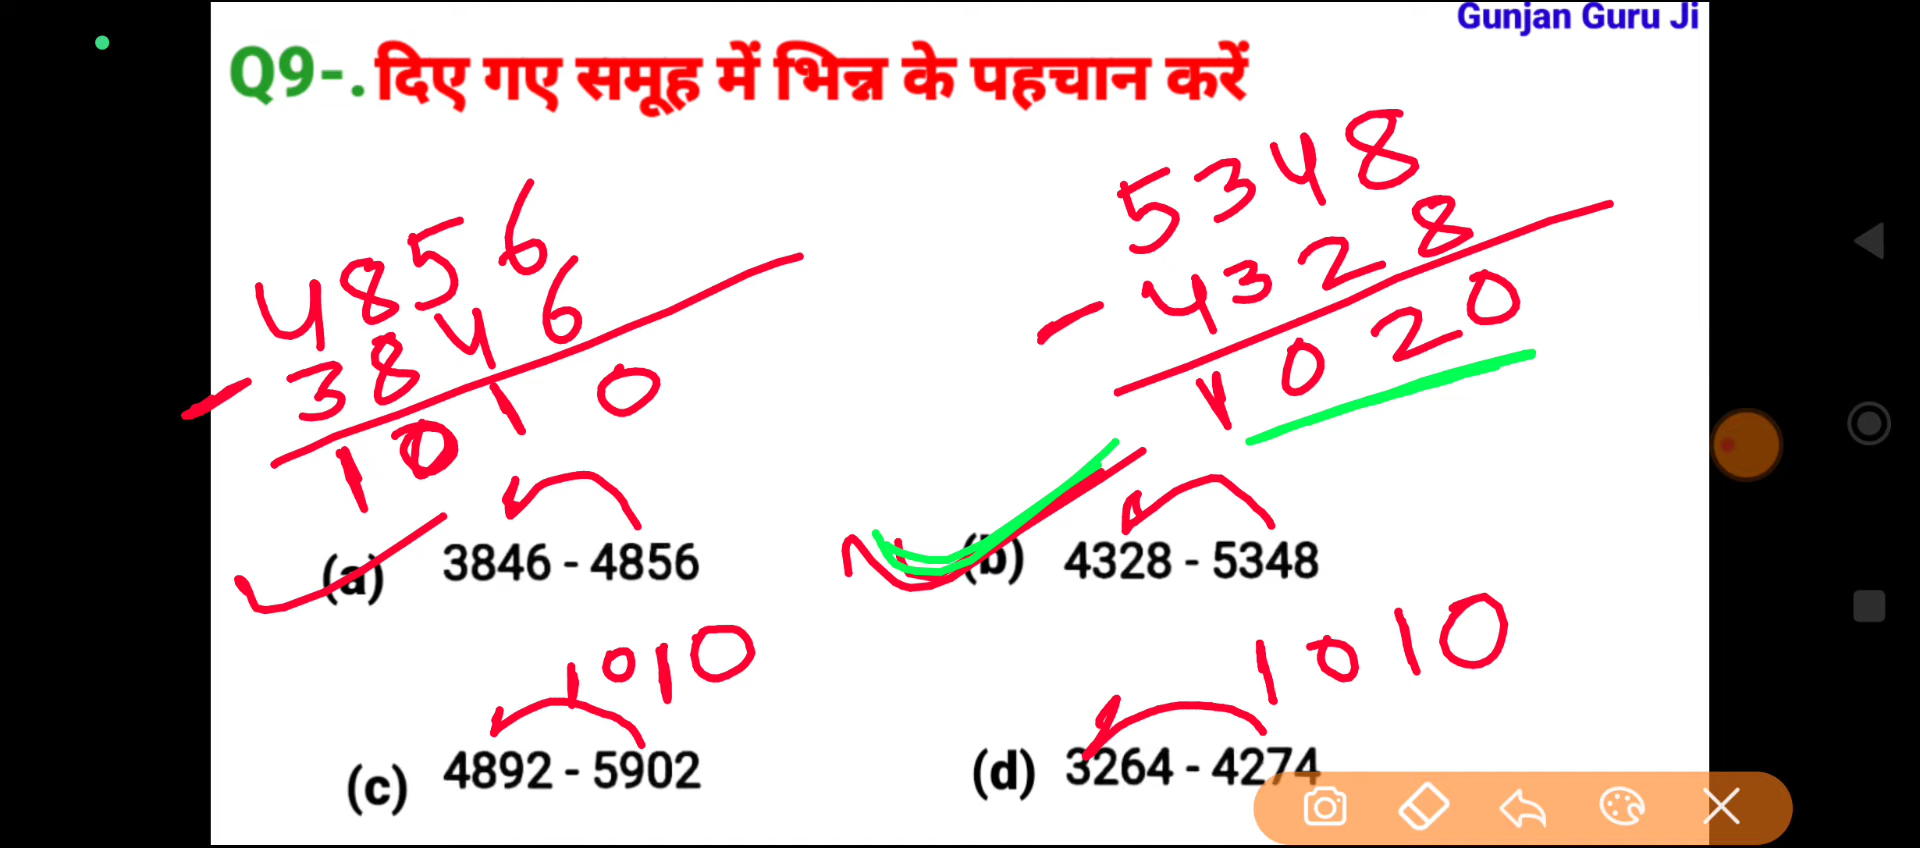 Gunjan Guru Ji
Q9-. दिए गए समूह में भिन्न के पहचान करें
4856
- 3846
1010
5348
- 4328
1020
(a) 3846 - 4856
(b) 4328 - 5348
1010
1010
(c) 4892 - 5902
(d) 3264 - 4274